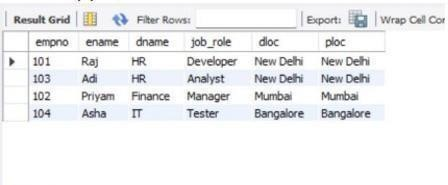 Result Grid Filter Rows: Export: Wrap Cell Cor
empno ename dname job_role dloc ploc
101 Raj HR Developer New Delhi New Delhi
103 Adi HR Analyst New Delhi New Delhi
102 Priyam Finance Manager Mumbai Mumbai
104 Asha IT Tester Bangalore Bangalore